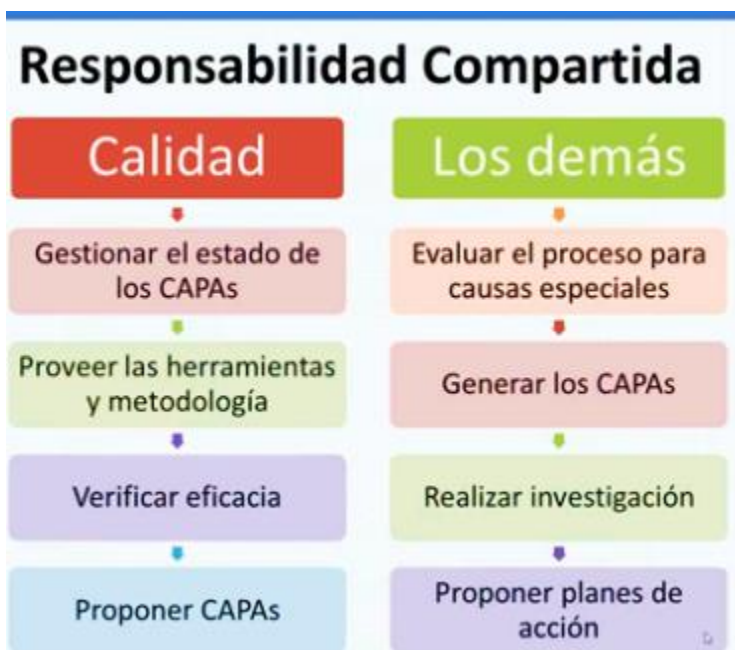 Responsabilidad Compartida
Calidad
Gestionar el estado de
los CAPAs
Proveer las herramientas
y metodología
Verificar eficacia
Proponer CAPAs
Los demás
Evaluar el proceso para
causas especiales
Generar los CAPAs
Realizar investigación
Proponer planes de
acción